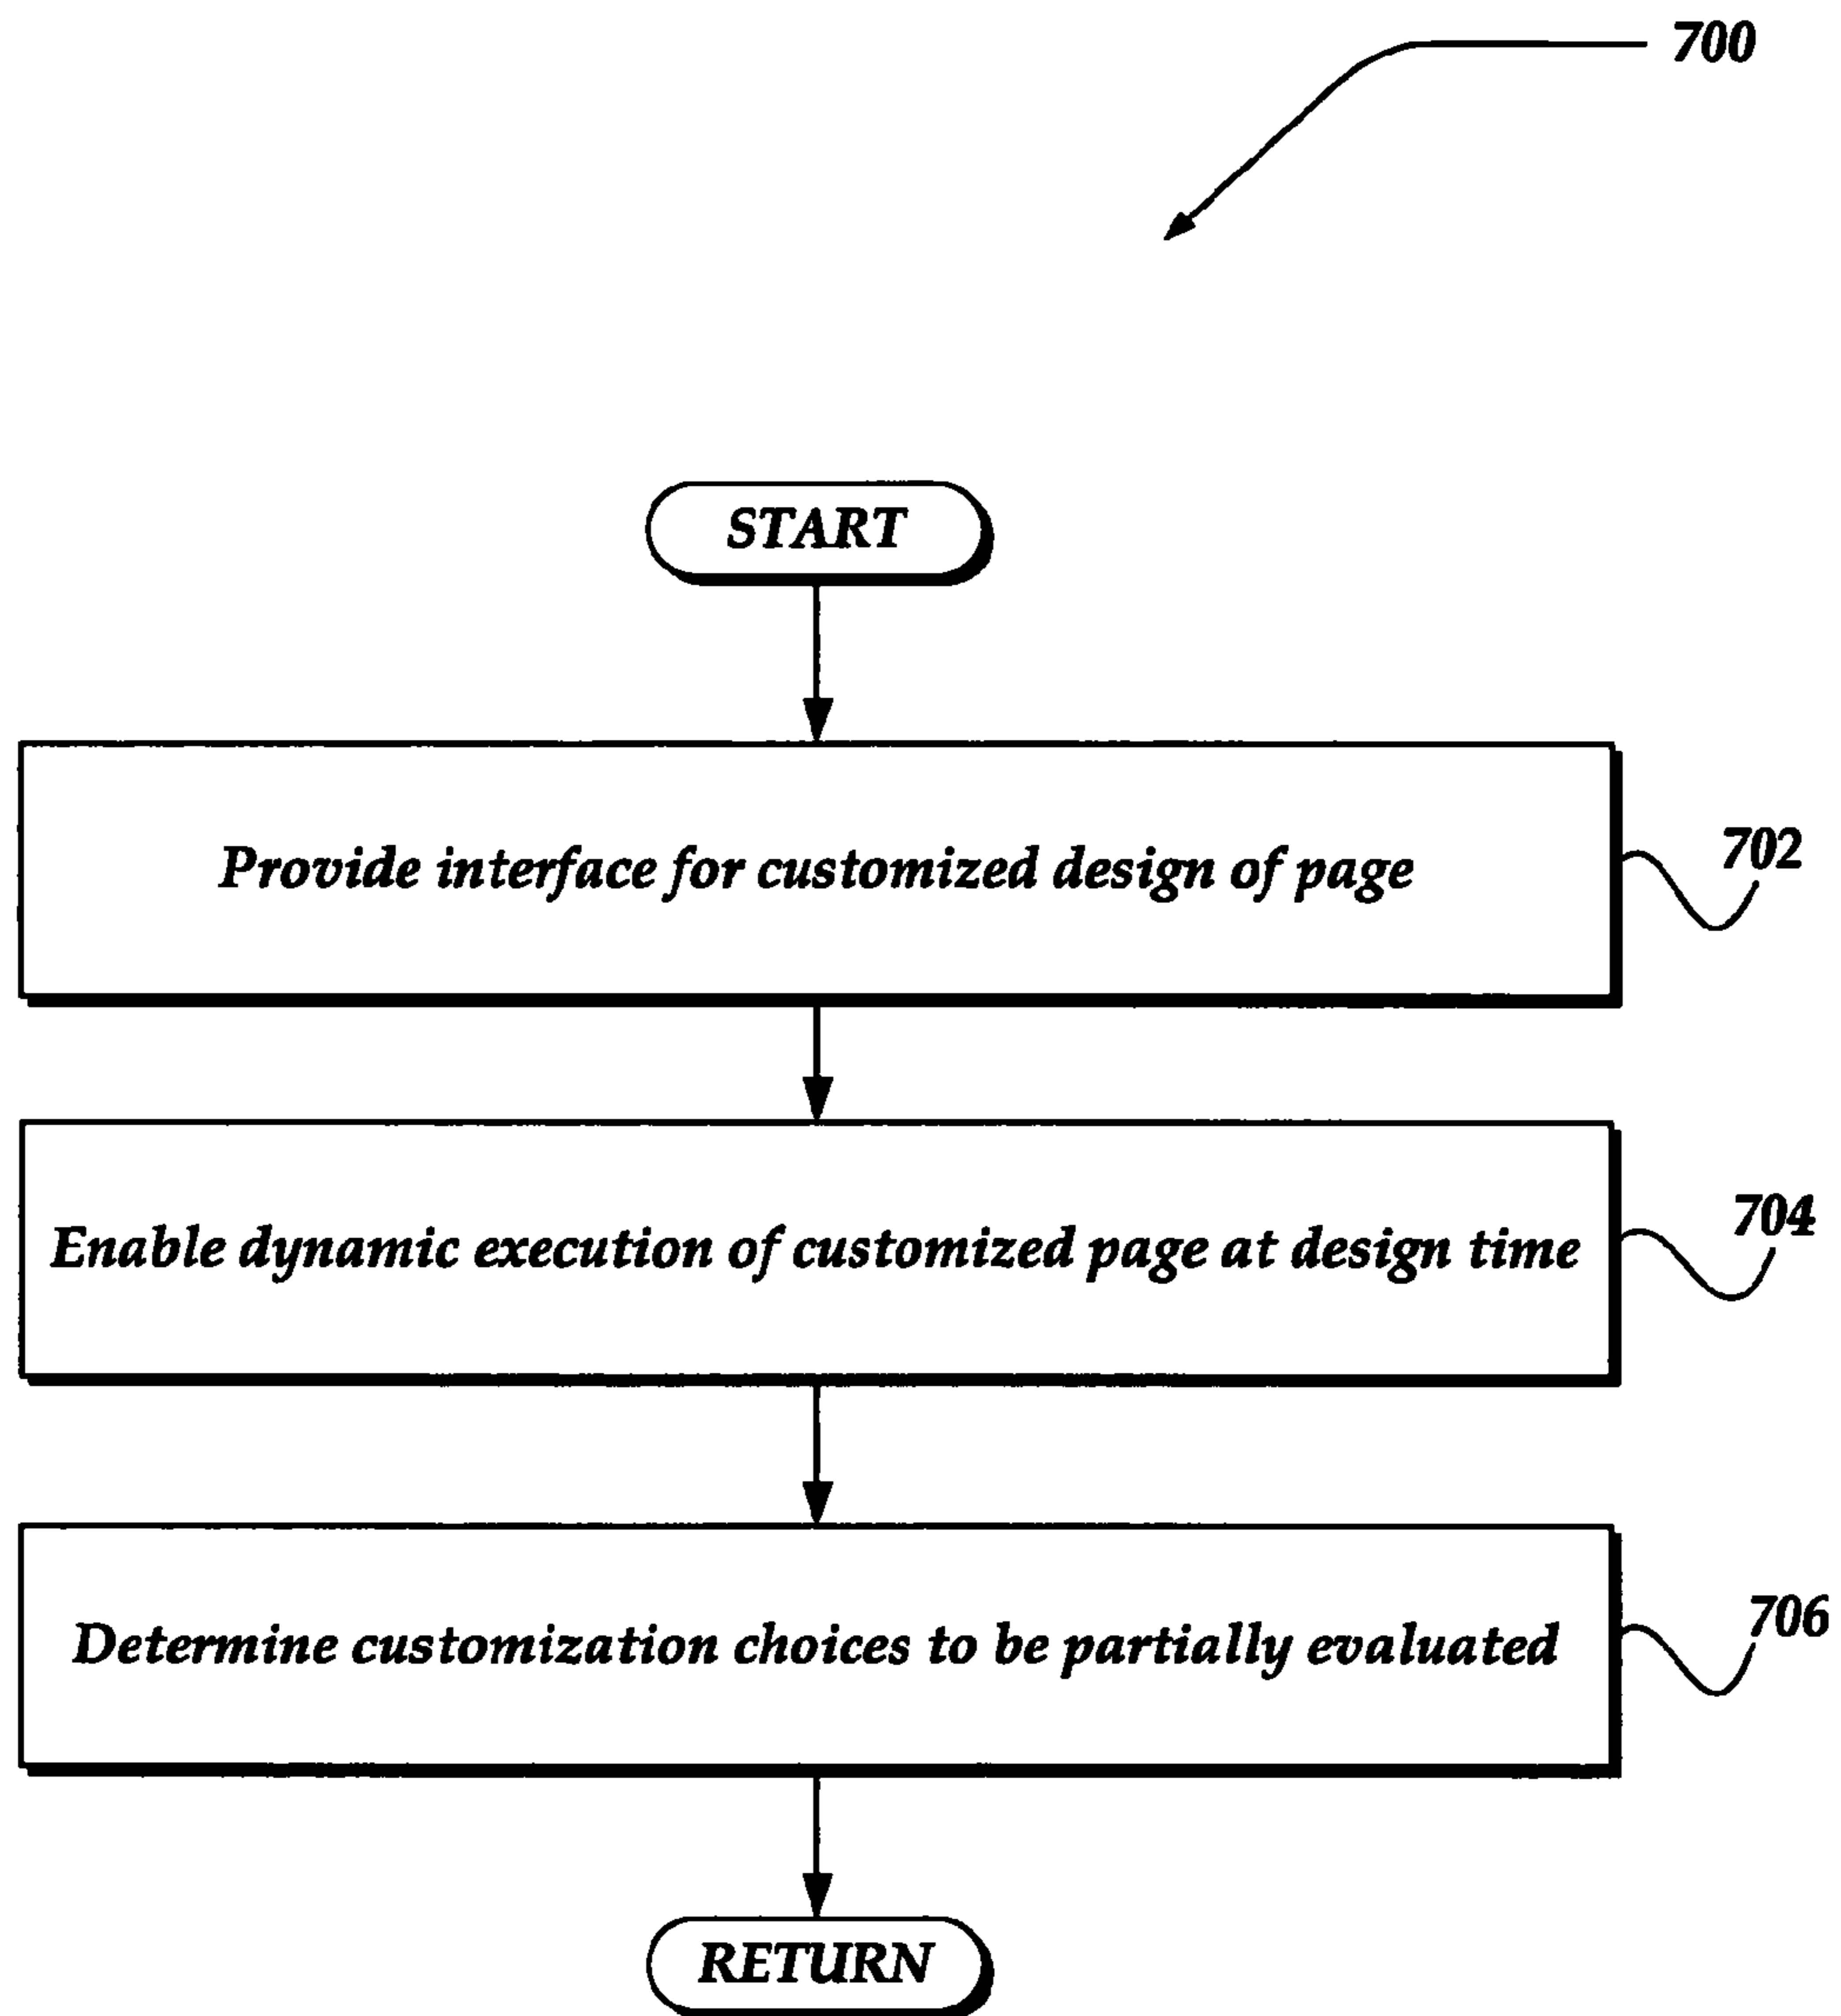 700
START
Provide interface for customized design of page
702
Enable dynamic execution of customized page at design time
704
Determine customization choices to be partially evaluated
706
RETURN